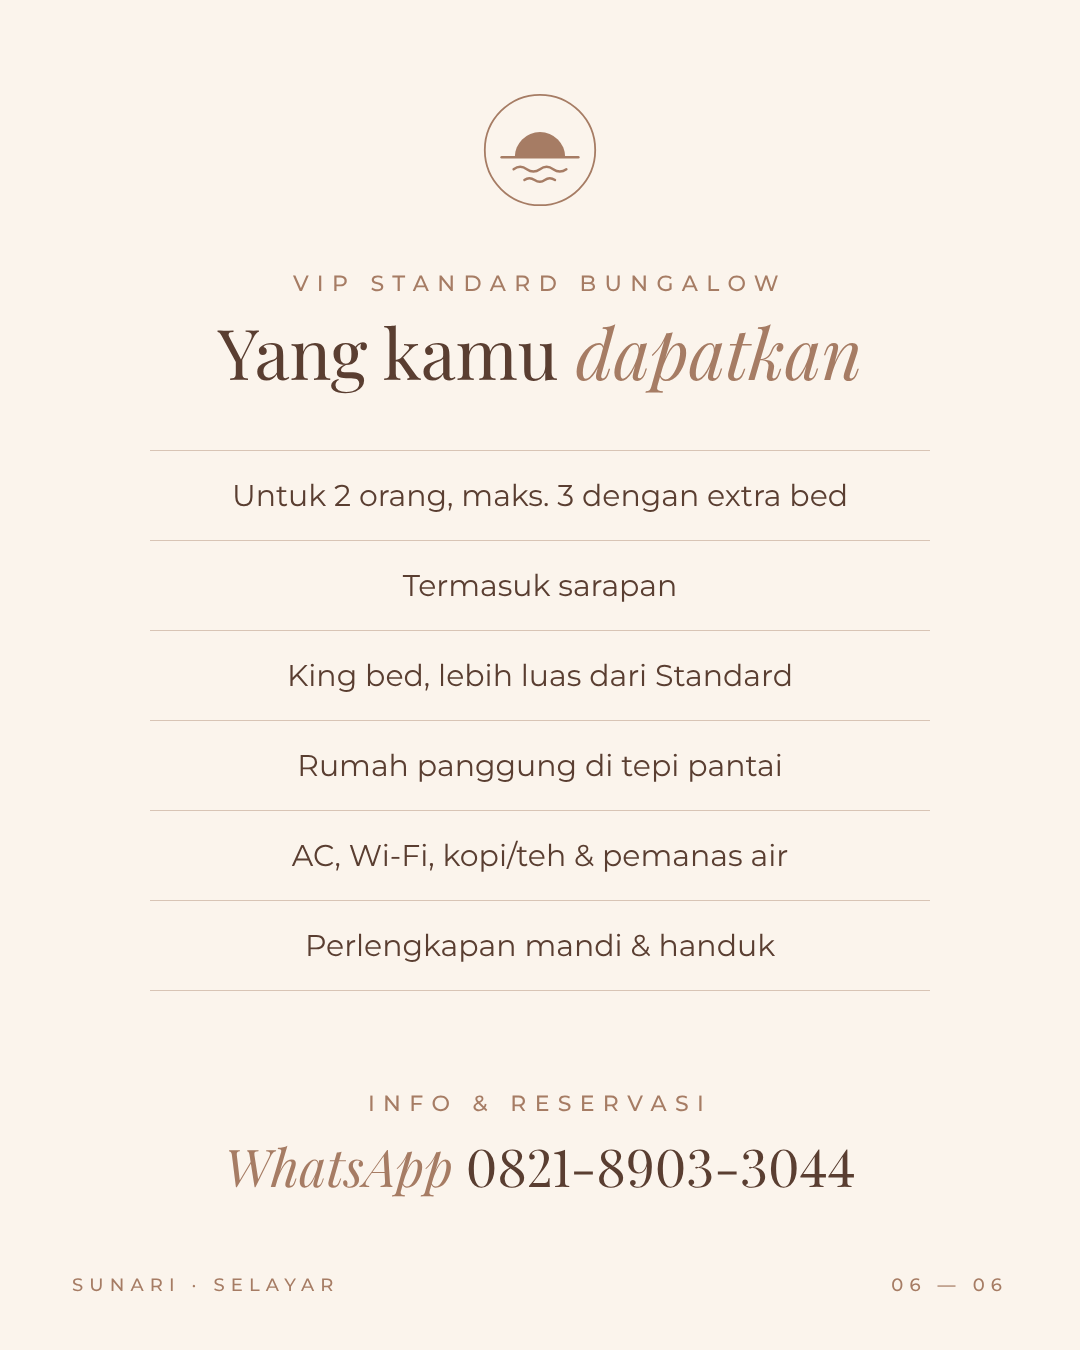 VIP STANDARD BUNGALOW
Yang kamu dapatkan
Untuk 2 orang, maks. 3 dengan extra bed
Termasuk sarapan
King bed, lebih luas dari Standard
Rumah panggung di tepi pantai
AC, Wi-Fi, kopi/teh & pemanas air
Perlengkapan mandi & handuk
INFO & RESERVASI
WhatsApp 0821-8903-3044
SUNARI · SELAYAR
06 — 06